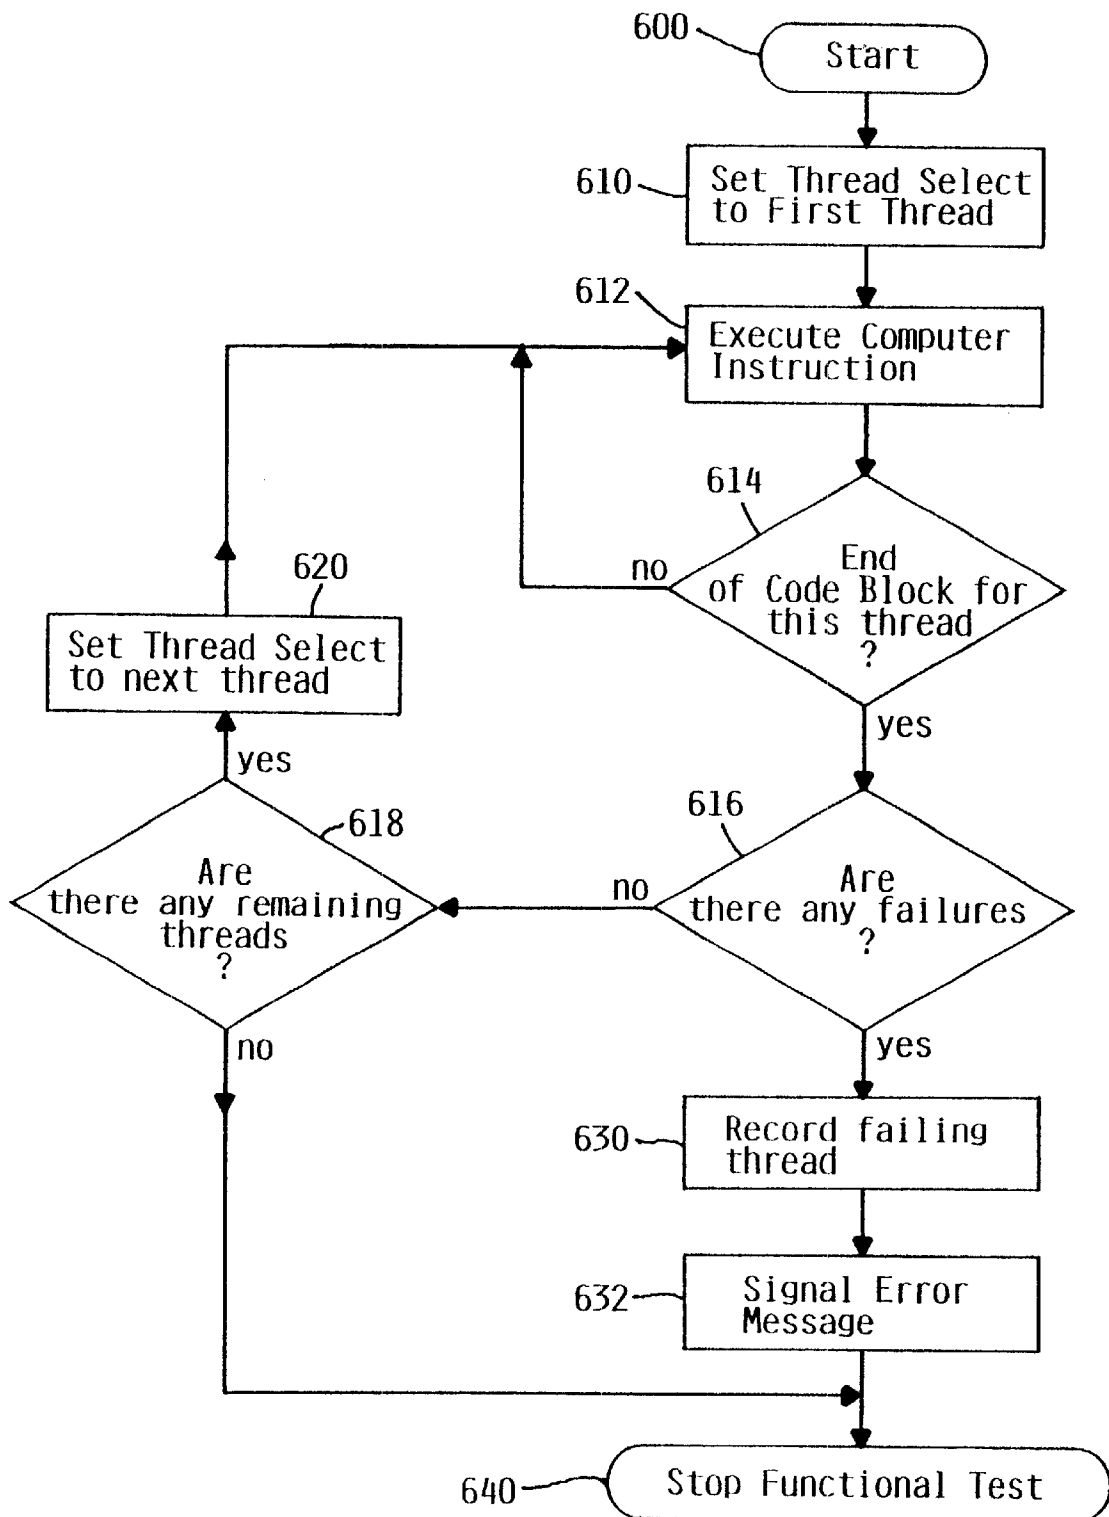 600
Start
610
Set Thread Select
to First Thread
612
Execute Computer
Instruction
614
End
of Code Block for
this thread
?
no
yes
620
Set Thread Select
to next thread
yes
618
Are
there any remaining
threads
?
no
616
Are
there any failures
?
no
yes
630
Record failing
thread
632
Signal Error
Message
640
Stop Functional Test